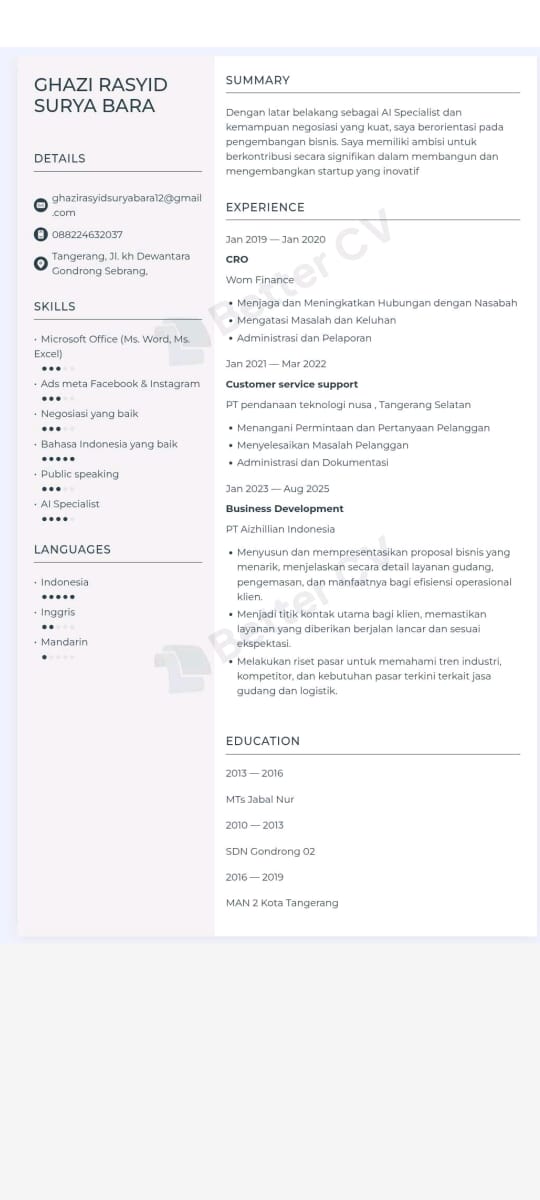 GHAZI RASYID
SURYA BARA
DETAILS
ghazirasyidsuryabara12@gmail
.com
088224632037
Tangerang, Jl. kh Dewantara
Gondrong Sebrang,
SKILLS
• Microsoft Office (Ms. Word, Ms.
Excel)
• Ads meta Facebook & Instagram
• Negosiasi yang baik
• Bahasa Indonesia yang baik
• Public speaking
• AI Specialist
LANGUAGES
• Indonesia
• Inggris
• Mandarin
SUMMARY
Dengan latar belakang sebagai AI Specialist dan
kemampuan negosiasi yang kuat, saya berorientasi pada
pengembangan bisnis. Saya memiliki ambisi untuk
berkontribusi secara signifikan dalam membangun dan
mengembangkan startup yang inovatif
EXPERIENCE
Jan 2019 — Jan 2020
CRO
Wom Finance
• Menjaga dan Meningkatkan Hubungan dengan Nasabah
• Mengatasi Masalah dan Keluhan
• Administrasi dan Pelaporan
Jan 2021 — Mar 2022
Customer service support
PT pendanaan teknologi nusa , Tangerang Selatan
• Menangani Permintaan dan Pertanyaan Pelanggan
• Menyelesaikan Masalah Pelanggan
• Administrasi dan Dokumentasi
Jan 2023 — Aug 2025
Business Development
PT Aizhillian Indonesia
• Menyusun dan mempresentasikan proposal bisnis yang
menarik, menjelaskan secara detail layanan gudang,
pengemasan, dan manfaatnya bagi efisiensi operasional
klien.
• Menjadi titik kontak utama bagi klien, memastikan
layanan yang diberikan berjalan lancar dan sesuai
ekspektasi.
• Melakukan riset pasar untuk memahami tren industri,
kompetitor, dan kebutuhan pasar terkini terkait jasa
gudang dan logistik.
EDUCATION
2013 — 2016
MTs Jabal Nur
2010 — 2013
SDN Gondrong 02
2016 — 2019
MAN 2 Kota Tangerang
Better CV
Better CV